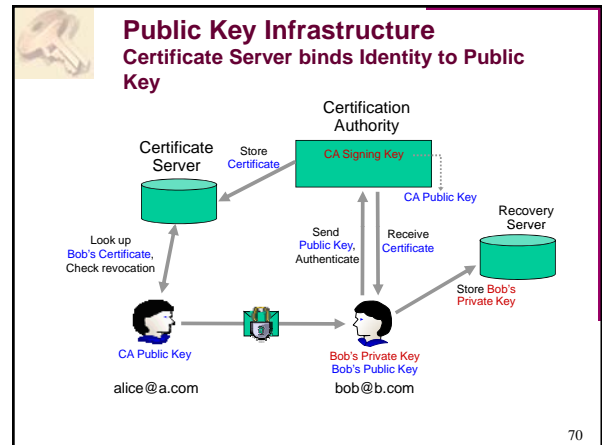 Public Key Infrastructure
Certificate Server binds Identity to Public
Key
Certification
Authority
Certificate
Server
Store
Certificate
CA Signing Key
CA Public Key
Recovery
Server
Look up
Bob's Certificate,
Check revocation
Send
Public Key,
Authenticate
Receive
Certificate
Store Bob's
Private Key
CA Public Key
Bob's Private Key
Bob's Public Key
alice@a.com
bob@b.com
70